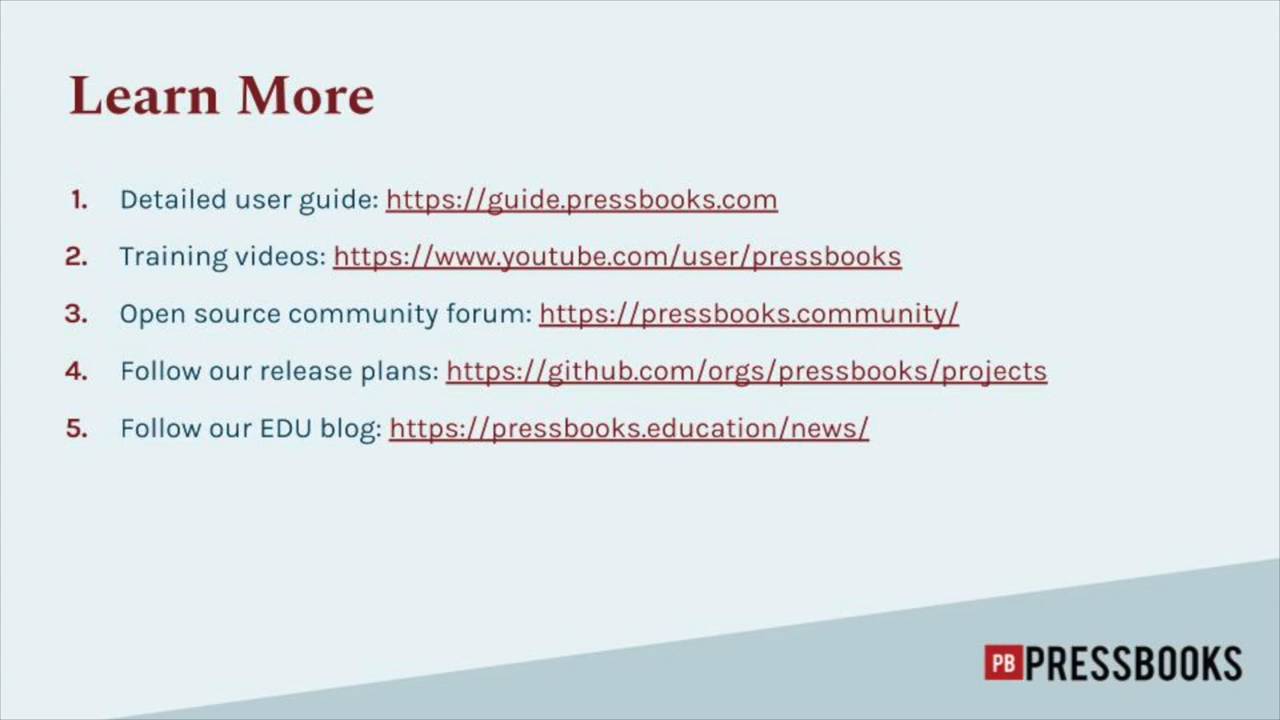 Learn More
1. Detailed user guide: https://guide.pressbooks.com
2. Training videos: https://www.youtube.com/user/pressbooks
3. Open source community forum: https://pressbooks.community/
4. Follow our release plans: https://github.com/orgs/pressbooks/projects
5. Follow our EDU blog: https://pressbooks.education/news/
PB PRESSBOOKS